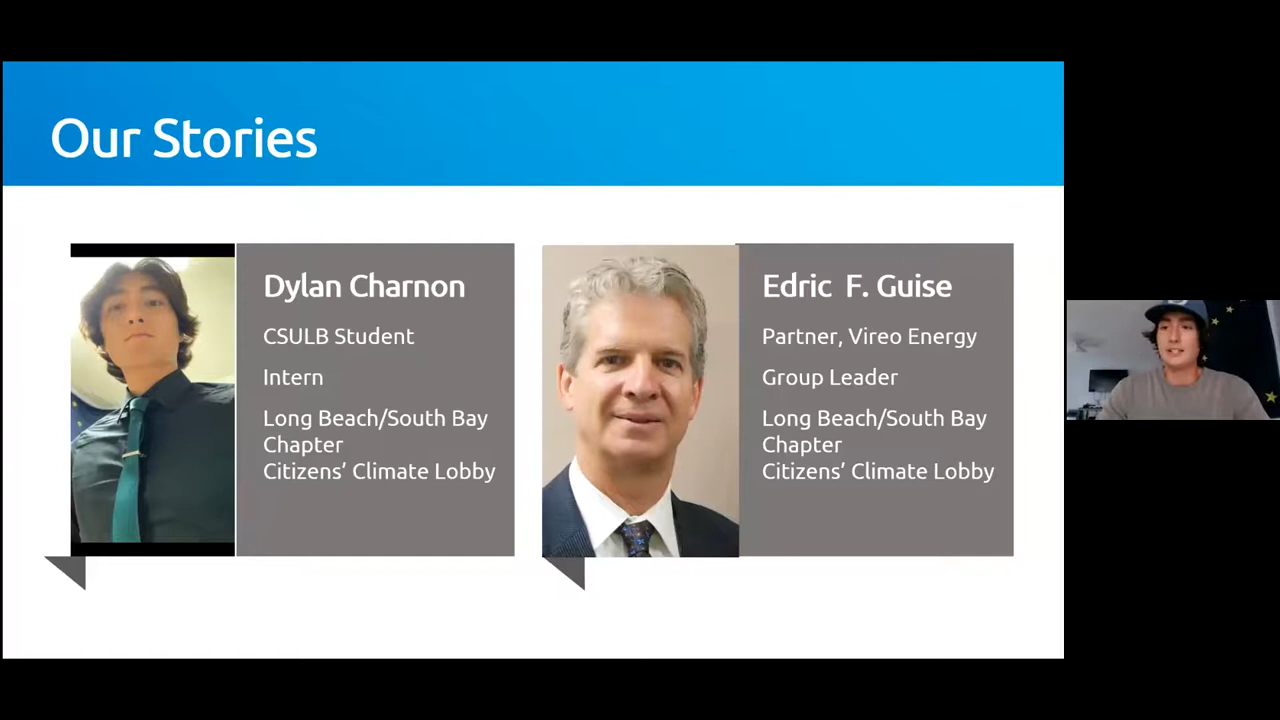 Our Stories
Dylan Charnon
CSULB Student
Intern
Long Beach/South Bay
Chapter
Citizens’ Climate Lobby
Edric F. Guise
Partner, Vireo Energy
Group Leader
Long Beach/South Bay
Chapter
Citizens’ Climate Lobby